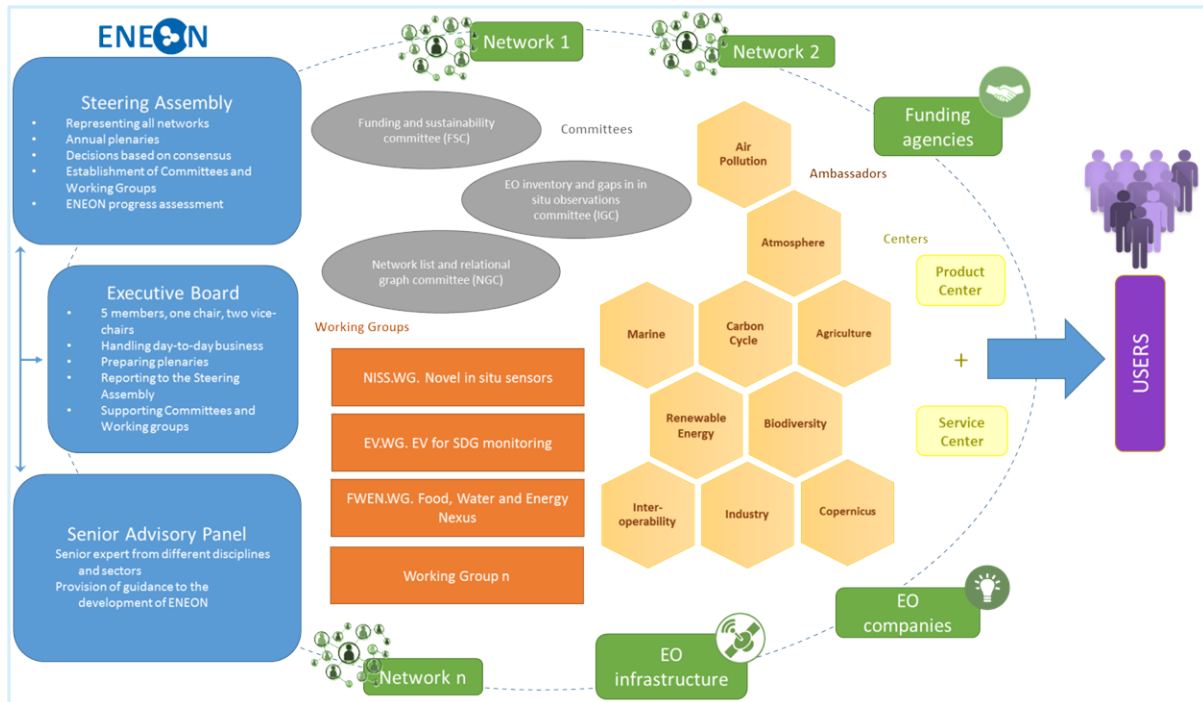 ENEON
Steering Assembly
• Representing all networks
• Annual plenaries
• Decisions based on consensus
• Establishment of Committees and
Working Groups
• ENEON progress assessment
Executive Board
• 5 members, one chair, two vice-
chairs
• Handling day-to-day business
• Preparing plenaries
• Reporting to the Steering
Assembly
• Supporting Committees and
Working groups
Senior Advisory Panel
Senior expert from different disciplines
and sectors
Provision of guidance to the
development of ENEON
Network 1
Network 2
Funding
agencies
Funding and sustainability
committee (FSC)
Committees
EO inventory and gaps in in
situ observations
committee (IGC)
Network list and relational
graph committee (NGC)
Working Groups
NISS.WG. Novel in situ sensors
EV.WG. EV for SDG monitoring
FWEN.WG. Food, Water and Energy
Nexus
Working Group n
Air
Pollution
Ambassadors
Atmosphere
Marine
Carbon
Cycle
Agriculture
Renewable
Energy
Biodiversity
Inter-
operability
Industry
Copernicus
Centers
Product
Center
+
Service
Center
USERS
Network n
EO
infrastructure
EO
companies